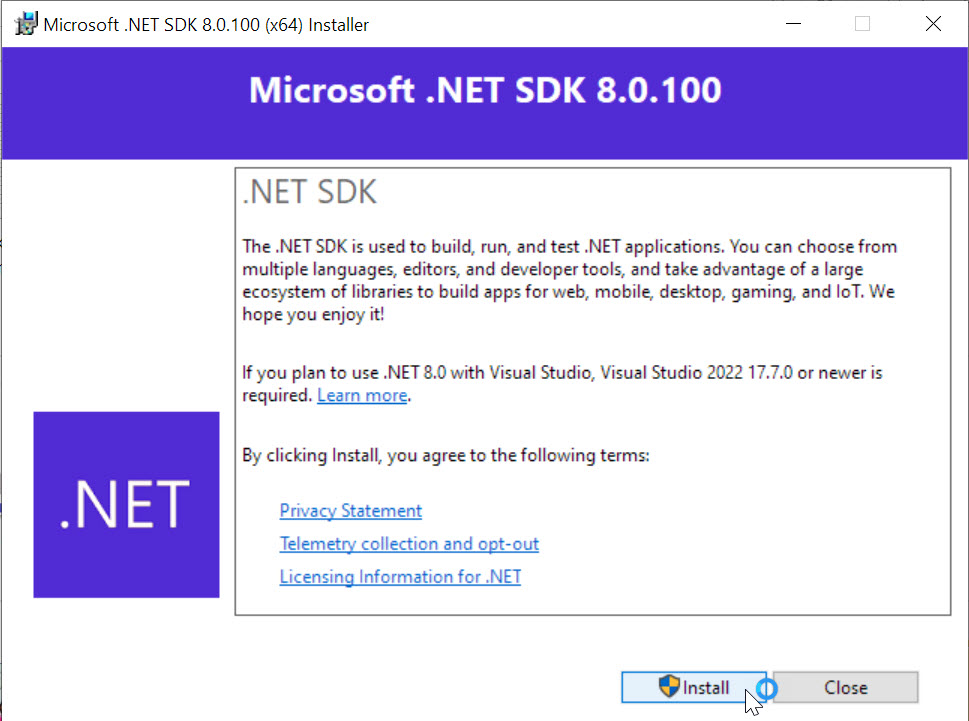 Microsoft .NET SDK 8.0.100 (x64) Installer
Microsoft .NET SDK 8.0.100
.NET SDK
The .NET SDK is used to build, run, and test .NET applications. You can choose from
multiple languages, editors, and developer tools, and take advantage of a large
ecosystem of libraries to build apps for web, mobile, desktop, gaming, and IoT. We
hope you enjoy it!
If you plan to use .NET 8.0 with Visual Studio, Visual Studio 2022 17.7.0 or newer is
required. Learn more.
By clicking Install, you agree to the following terms:
Privacy Statement
Telemetry collection and opt-out
Licensing Information for .NET
.NET
Install
Close